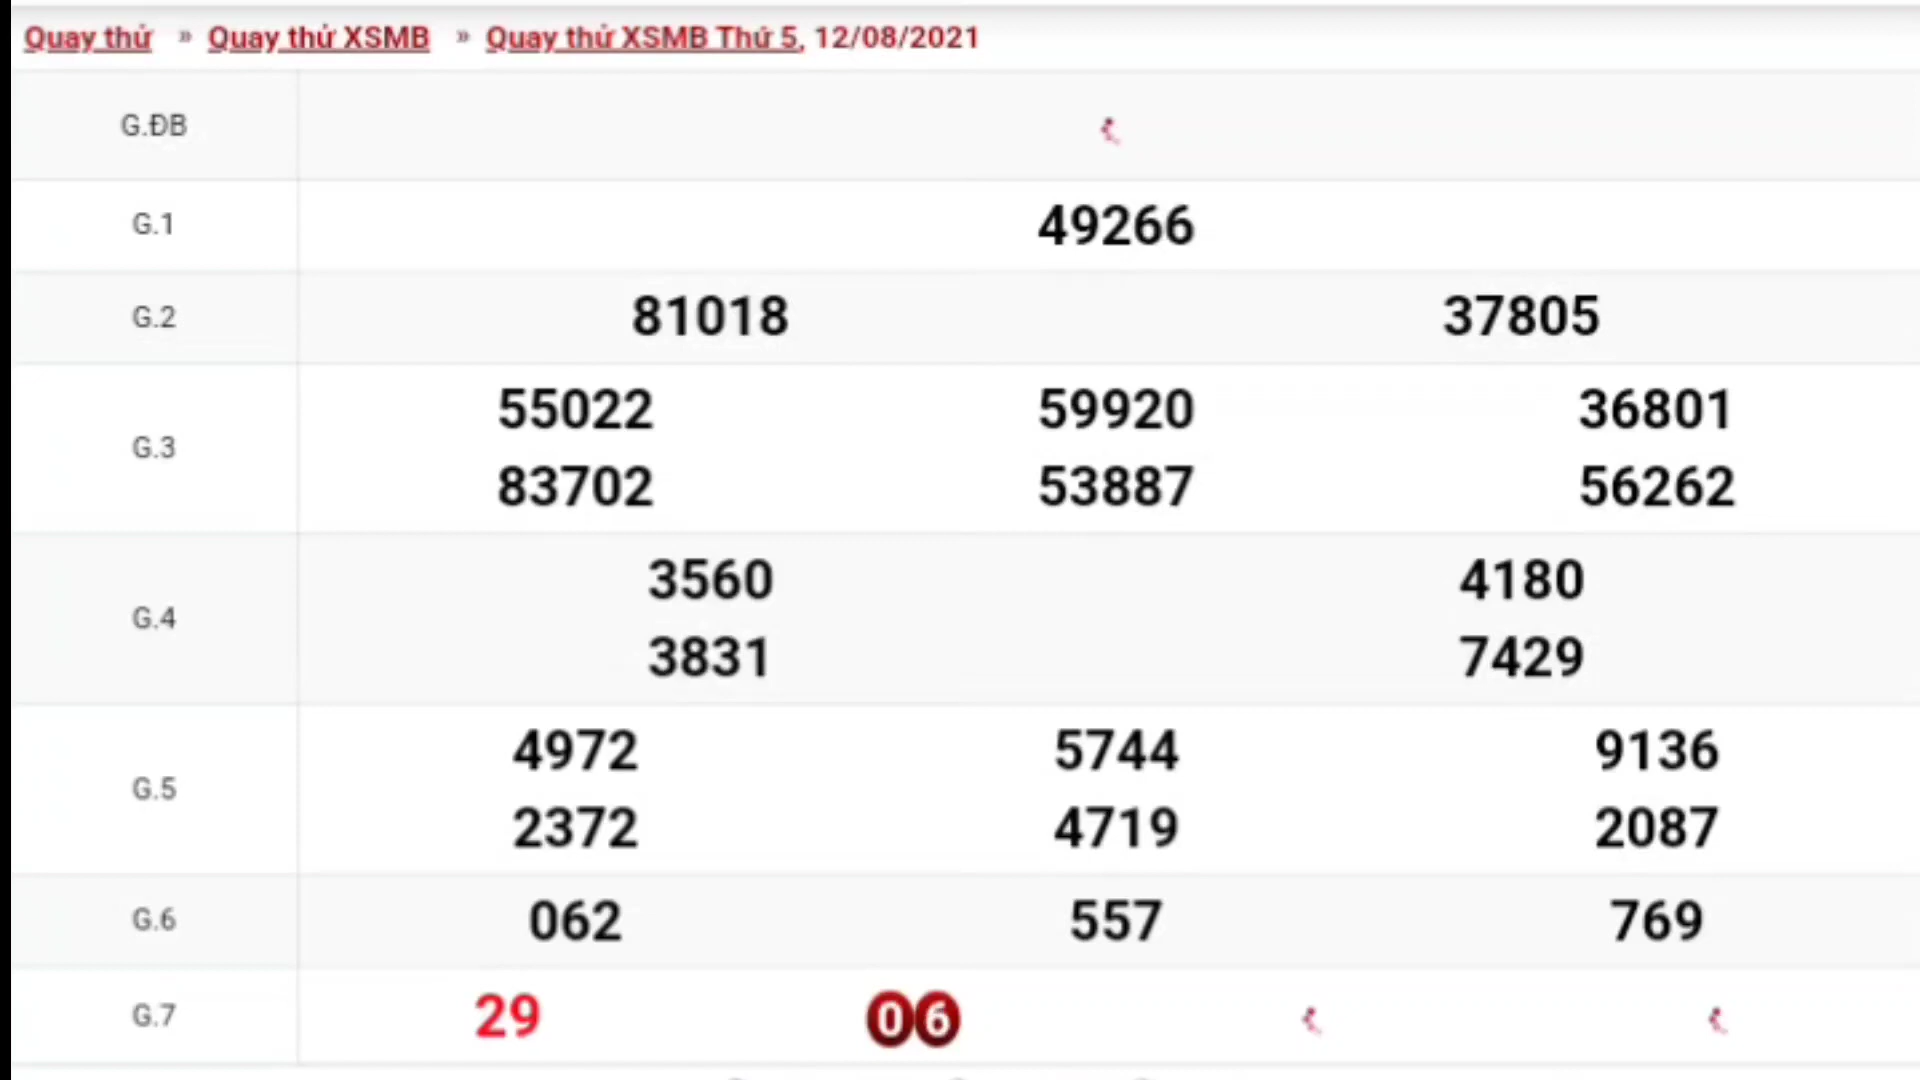 Quay thử » Quay thử XSMB » Quay thử XSMB Thứ 5, 12/08/2021
G.ĐB
G.1 49266
G.2 81018 37805
G.3 55022 59920 36801
83702 53887 56262
G.4 3560 4180
3831 7429
G.5 4972 5744 9136
2372 4719 2087
G.6 062 557 769
G.7 29 06